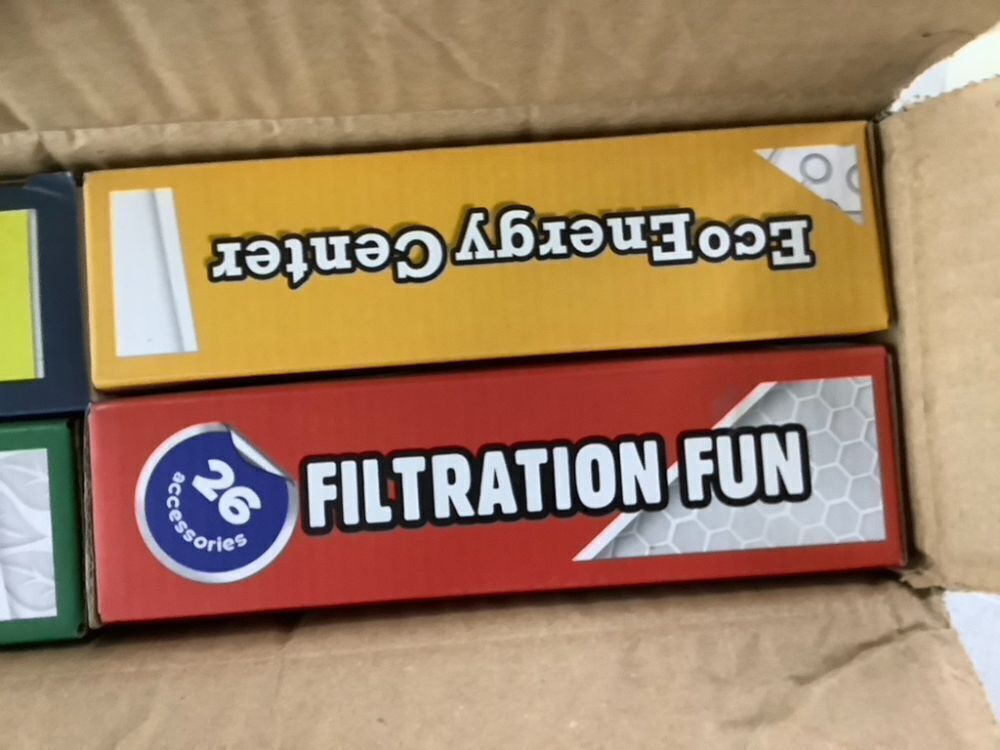 EcoEnergy Center
26
accessories
FILTRATION FUN